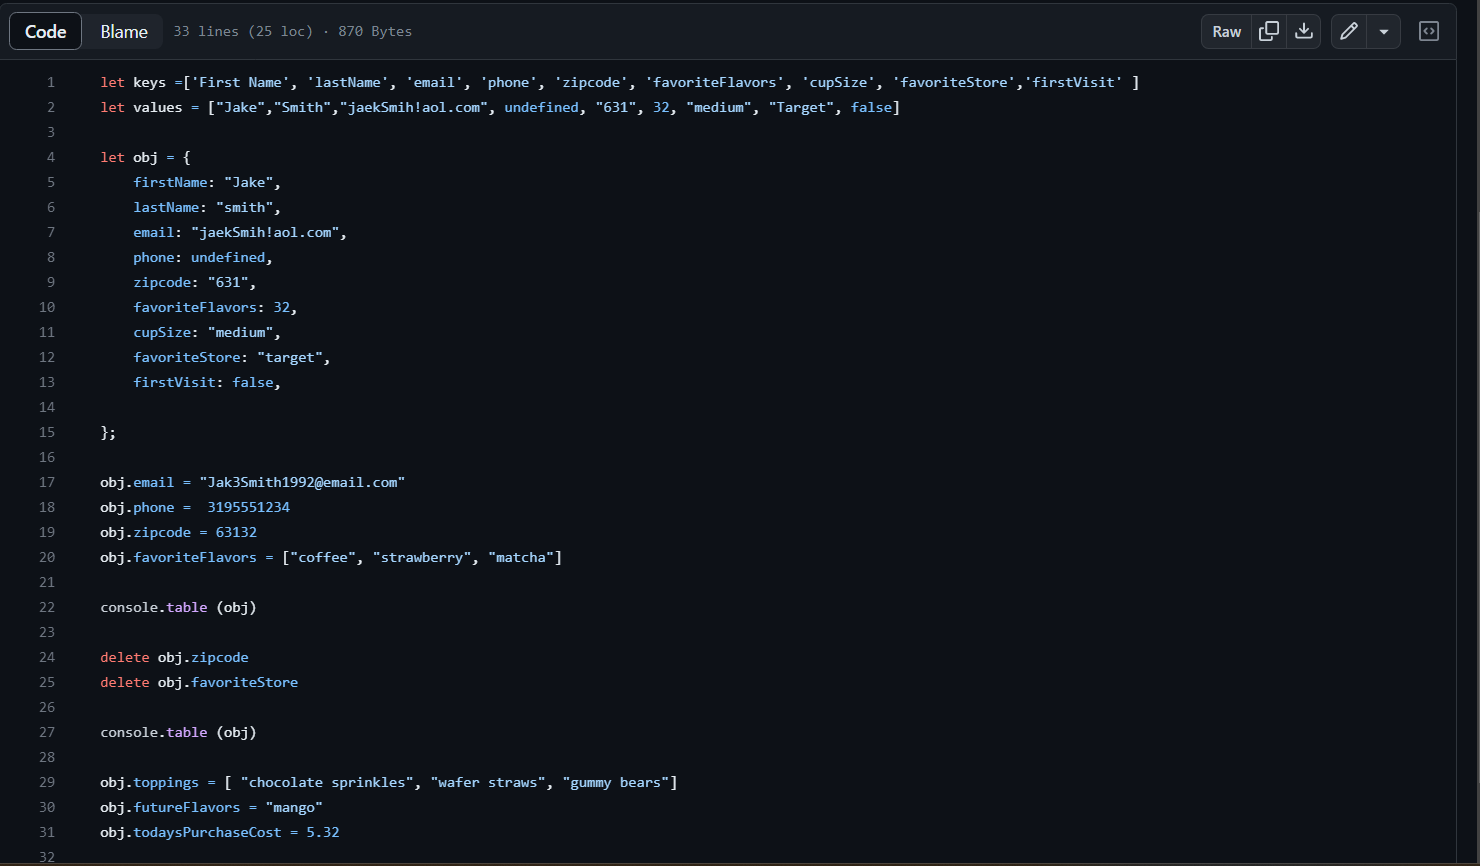 Code Blame 33 lines (25 loc) · 870 Bytes Raw
1 let keys =['First Name', 'lastName', 'email', 'phone', 'zipcode', 'favoriteFlavors', 'cupSize', 'favoriteStore','firstVisit' ]
2 let values = ["Jake","Smith","jaekSmih!aol.com", undefined, "631", 32, "medium", "Target", false]
3
4 let obj = {
5 firstName: "Jake",
6 lastName: "smith",
7 email: "jaekSmih!aol.com",
8 phone: undefined,
9 zipcode: "631",
10 favoriteFlavors: 32,
11 cupSize: "medium",
12 favoriteStore: "target",
13 firstVisit: false,
14
15 };
16
17 obj.email = "Jak3Smith1992@email.com"
18 obj.phone =  3195551234
19 obj.zipcode = 63132
20 obj.favoriteFlavors = ["coffee", "strawberry", "matcha"]
21
22 console.table (obj)
23
24 delete obj.zipcode
25 delete obj.favoriteStore
26
27 console.table (obj)
28
29 obj.toppings = [ "chocolate sprinkles", "wafer straws", "gummy bears"]
30 obj.futureFlavors = "mango"
31 obj.todaysPurchaseCost = 5.32
32